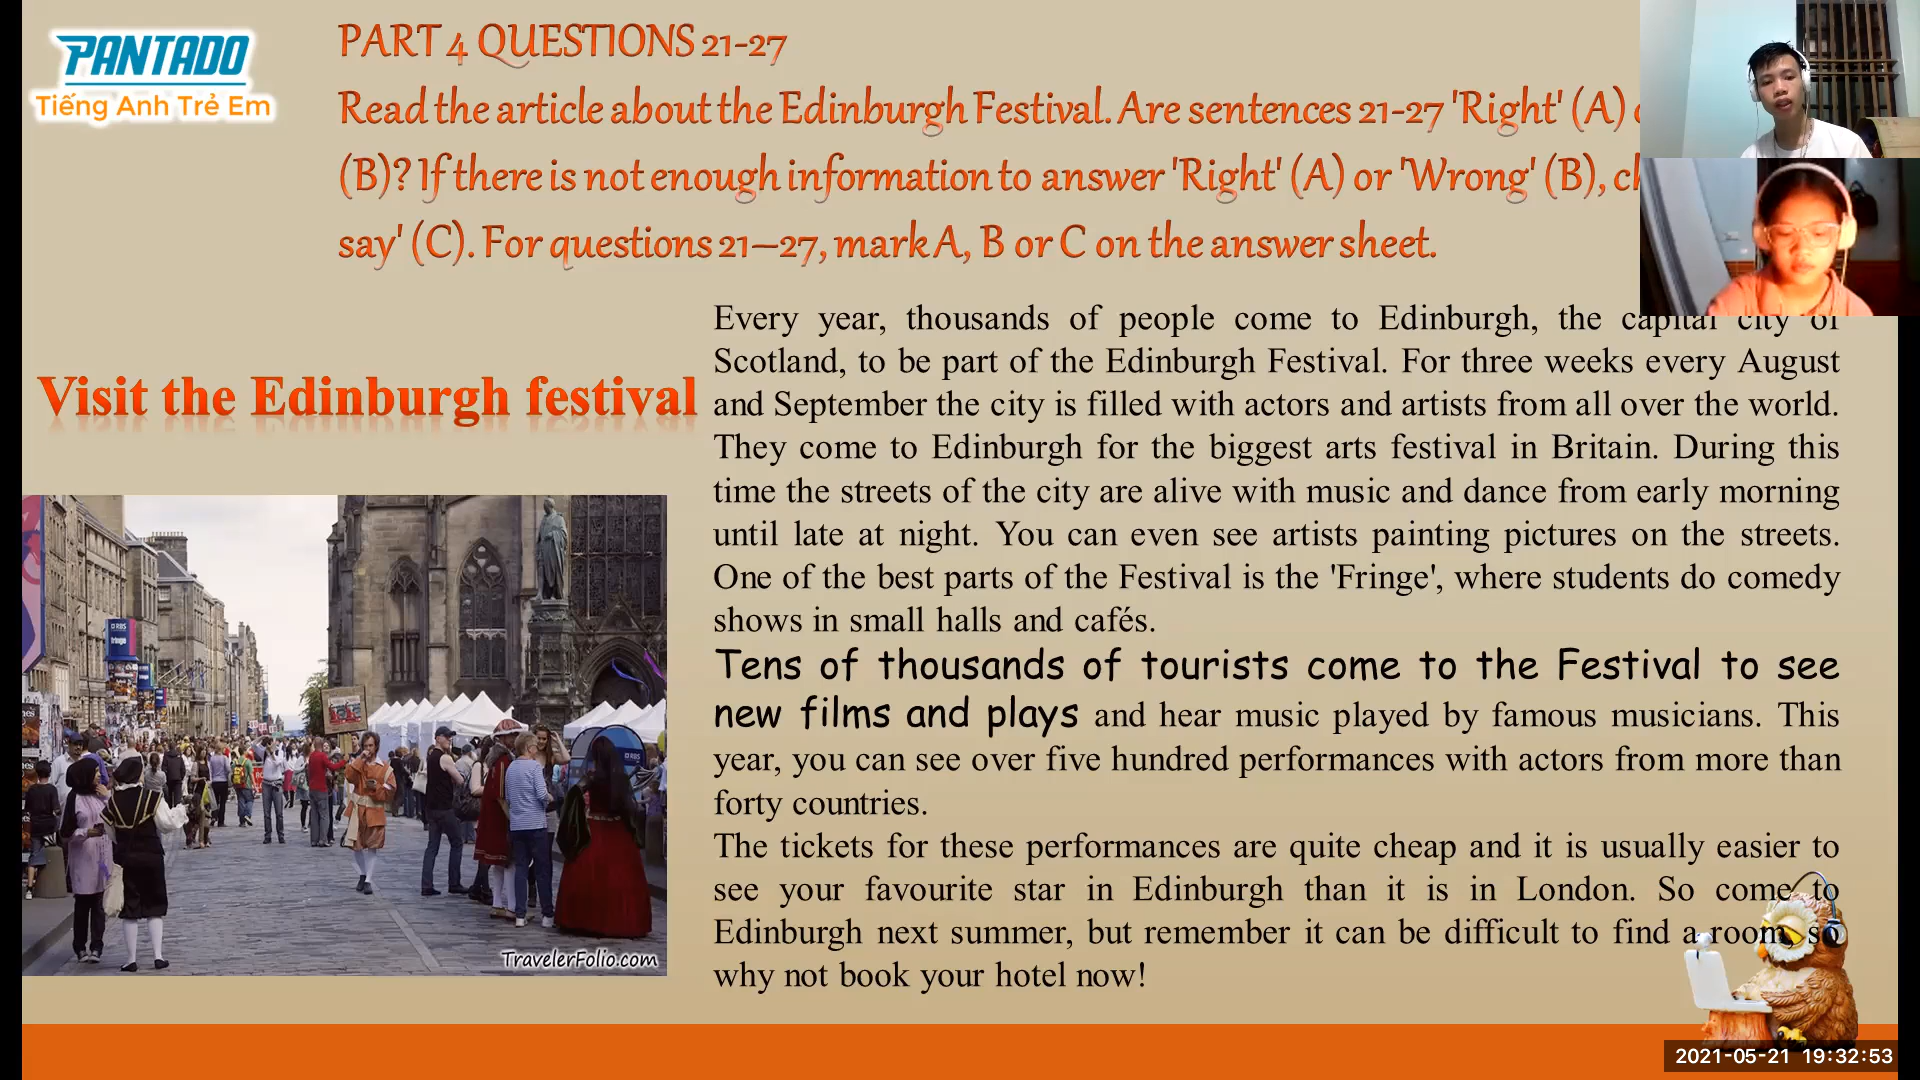 PANTADO
Tiếng Anh Trẻ Em
PART 4 QUESTIONS 21-27
Read the article about the Edinburgh Festival. Are sentences 21-27 'Right' (A)
(B)? If there is not enough information to answer 'Right' (A) or 'Wrong' (B),
say' (C). For questions 21–27, mark A, B or C on the answer sheet.
Visit the Edinburgh festival
Every year, thousands of people come to Edinburgh, the capital city of
Scotland, to be part of the Edinburgh Festival. For three weeks every August
and September the city is filled with actors and artists from all over the world.
They come to Edinburgh for the biggest arts festival in Britain. During this
time the streets of the city are alive with music and dance from early morning
until late at night. You can even see artists painting pictures on the streets.
One of the best parts of the Festival is the 'Fringe', where students do comedy
shows in small halls and cafés.
Tens of thousands of tourists come to the Festival to see
new films and plays and hear music played by famous musicians. This
year, you can see over five hundred performances with actors from more than
forty countries.
The tickets for these performances are quite cheap and it is usually easier to
see your favourite star in Edinburgh than it is in London. So come to
Edinburgh next summer, but remember it can be difficult to find a room, so
why not book your hotel now!
RBS
fringe
TravelerFolio.com
2021-05-21 19:32:53